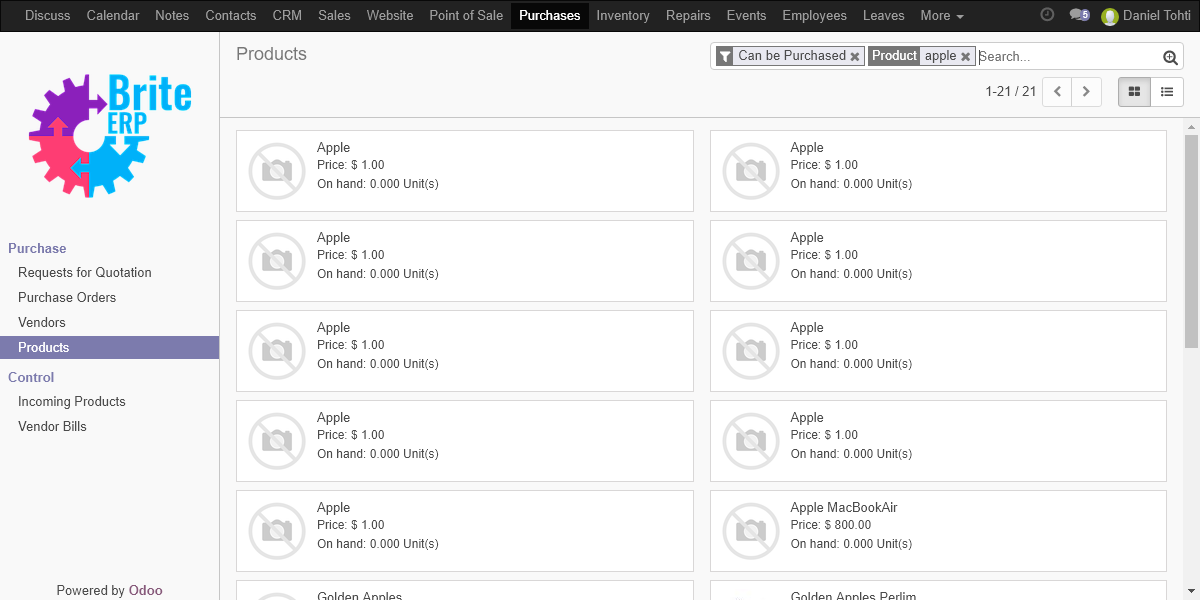 Discuss Calendar Notes Contacts CRM Sales Website Point of Sale Purchases Inventory Repairs Events Employees Leaves More 5 Daniel Tohti
Brite
ERP
Products
Can be Purchased Product apple Search...
1-21 / 21
Purchase
Requests for Quotation
Purchase Orders
Vendors
Products
Control
Incoming Products
Vendor Bills
Powered by Odoo
Apple
Price: $ 1.00
On hand: 0.000 Unit(s)
Apple
Price: $ 1.00
On hand: 0.000 Unit(s)
Apple
Price: $ 1.00
On hand: 0.000 Unit(s)
Apple
Price: $ 1.00
On hand: 0.000 Unit(s)
Apple
Price: $ 1.00
On hand: 0.000 Unit(s)
Apple
Price: $ 1.00
On hand: 0.000 Unit(s)
Apple
Price: $ 1.00
On hand: 0.000 Unit(s)
Apple
Price: $ 1.00
On hand: 0.000 Unit(s)
Apple
Price: $ 1.00
On hand: 0.000 Unit(s)
Apple MacBookAir
Price: $ 800.00
On hand: 0.000 Unit(s)
Golden Apples
Golden Apples Perlim